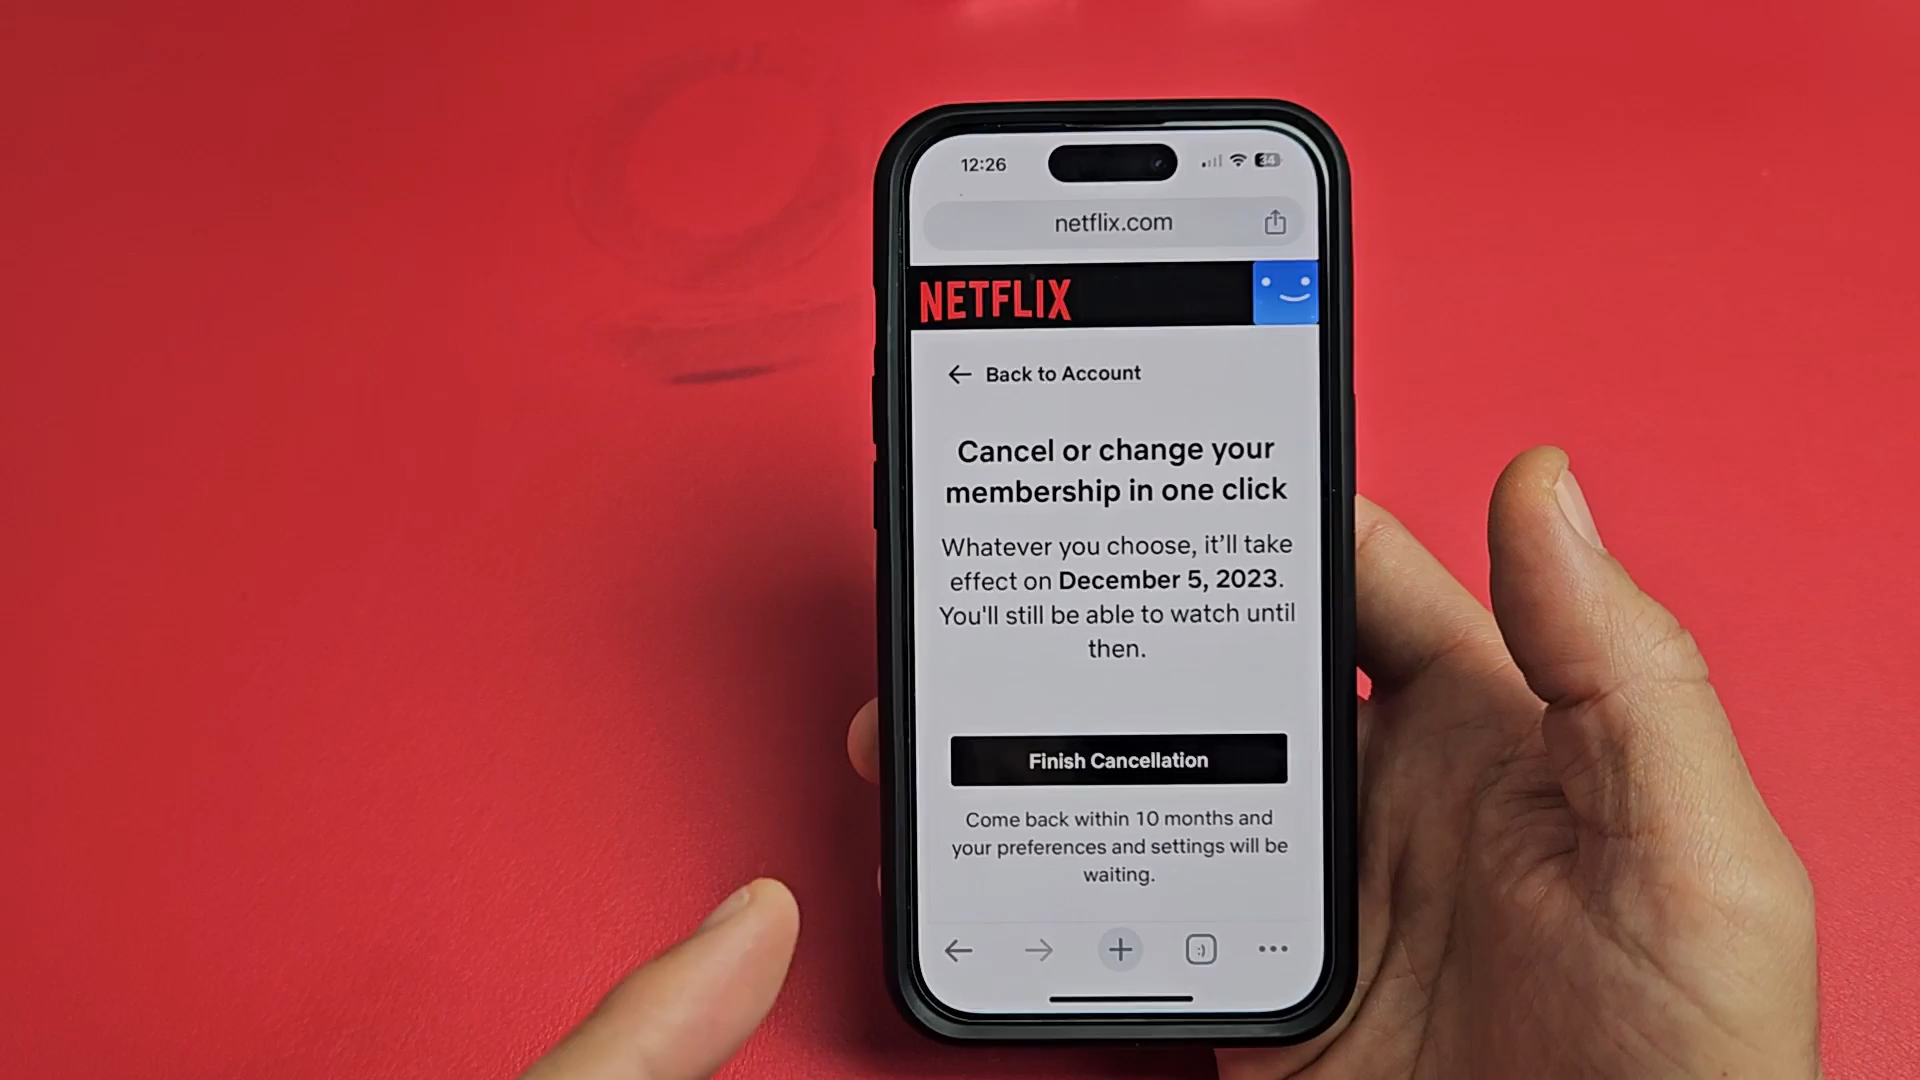 12:26
34
netflix.com
NETFLIX
Back to Account
Cancel or change your
membership in one click
Whatever you choose, it’ll take
effect on December 5, 2023.
You'll still be able to watch until
then.
Finish Cancellation
Come back within 10 months and
your preferences and settings will be
waiting.
:)